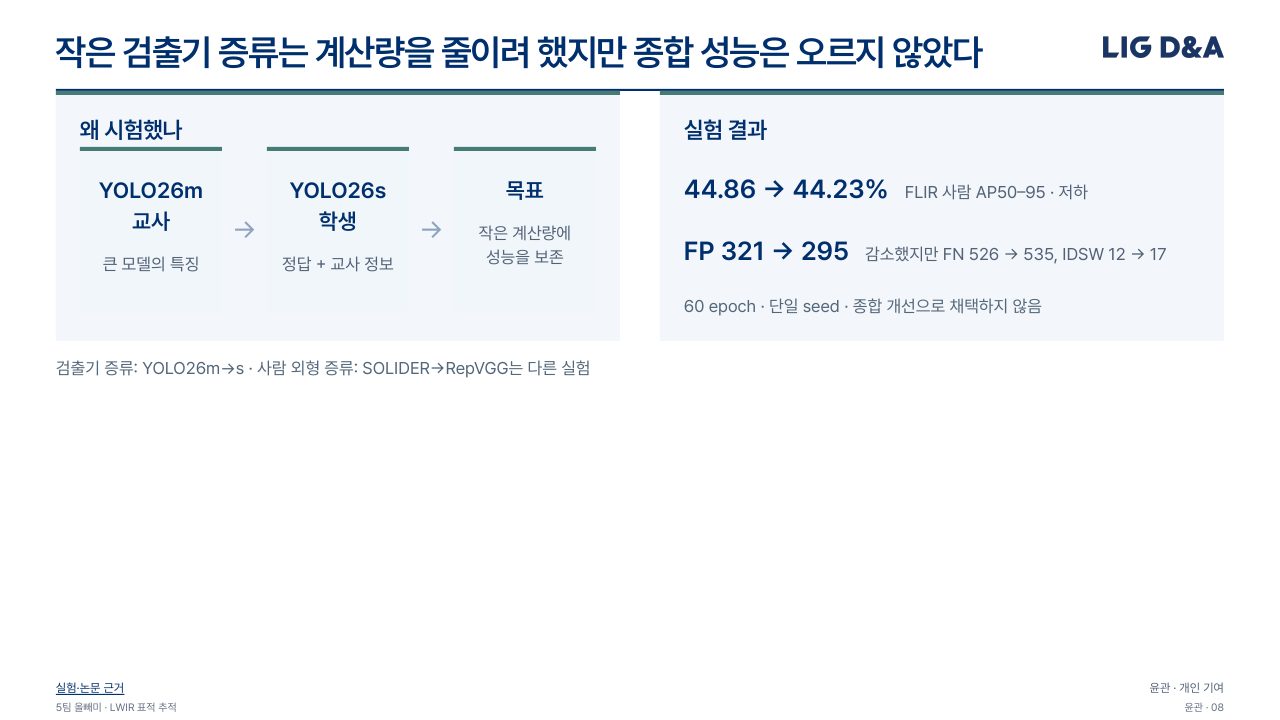 작은 검출기 증류는 계산량을 줄이려 했지만 종합 성능은 오르지 않았다
LIG D&A
왜 시험했나
YOLO26m
교사
큰 모델의 특징
→
YOLO26s
학생
정답 + 교사 정보
→
목표
작은 계산량에
성능을 보존
실험 결과
44.86 → 44.23% FLIR 사람 AP50–95 · 저하
FP 321 → 295 감소했지만 FN 526 → 535, IDSW 12 → 17
60 epoch · 단일 seed · 종합 개선으로 채택하지 않음
검출기 증류: YOLO26m→s · 사람 외형 증류: SOLIDER→RepVGG는 다른 실험
실험·논문 근거
5팀 올빼미 · LWIR 표적 추적
윤관 · 개인 기여
윤관 · 08